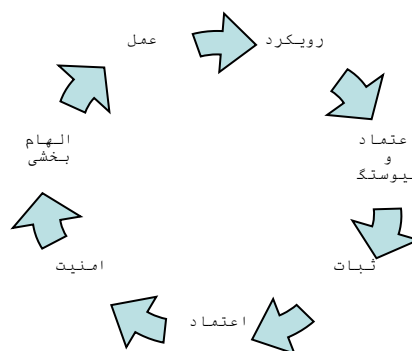 عمل
رویکرد
عتماد
و
یوستگ
ثبات
اعتماد
امنیت
الهام
بخشی